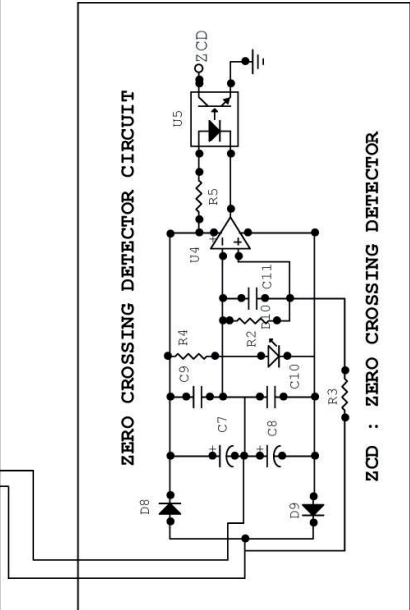 ZERO CROSSING DETECTOR CIRCUIT
ZCD
U5
R5
U4
C11
D10
R2
R4
C9
C10
C7
+
C8
+
D8
D9
R3
-
+
ZCD : ZERO CROSSING DETECTOR